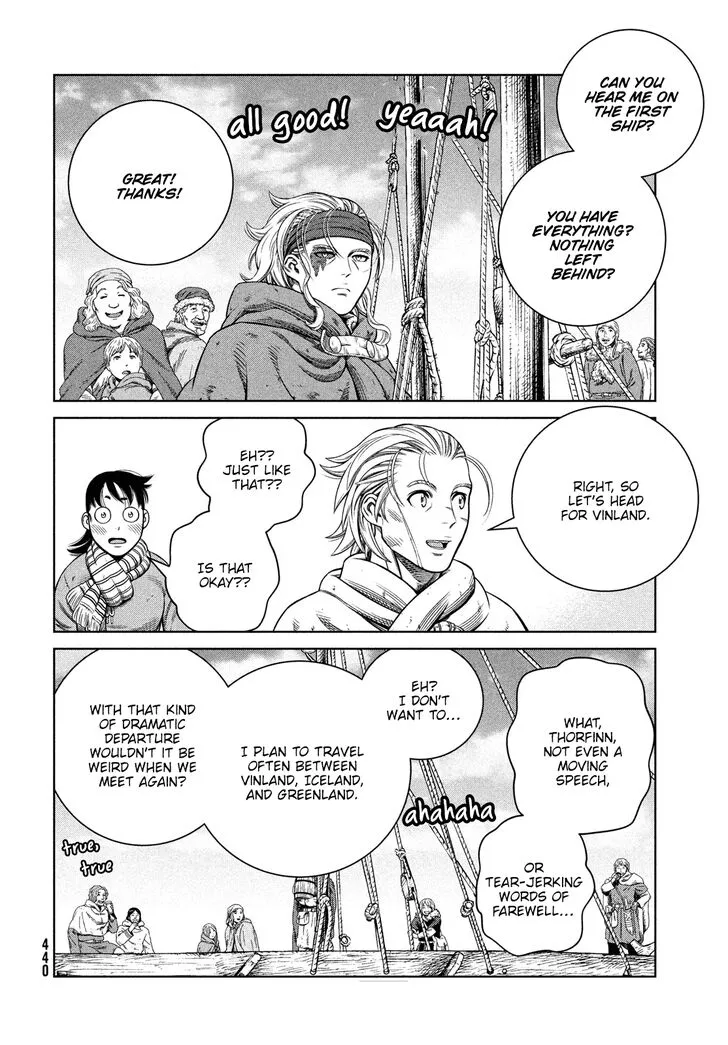 CAN YOU
HEAR ME ON
THE FIRST
SHIP?
YOU HAVE
EVERYTHING?
NOTHING
LEFT
BEHIND?
yeaaah!
all good!
GREAT!
THANKS!
RIGHT, SO
LET'S HEAD
FOR VINLAND.
EH??
JUST LIKE
THAT??
IS THAT
OKAY??
WHAT,
THORFINN,
NOT EVEN A
MOVING
SPEECH,
OR
TEAR-JERKING
WORDS OF
FAREWELL...
EH?
I DON'T
WANT TO...
ahahaha
I PLAN TO TRAVEL
OFTEN BETWEEN
VINLAND, ICELAND,
AND GREENLAND.
WITH THAT KIND
OF DRAMATIC
DEPARTURE
WOULDN'T IT BE
WEIRD WHEN WE
MEET AGAIN?
true,
true
440